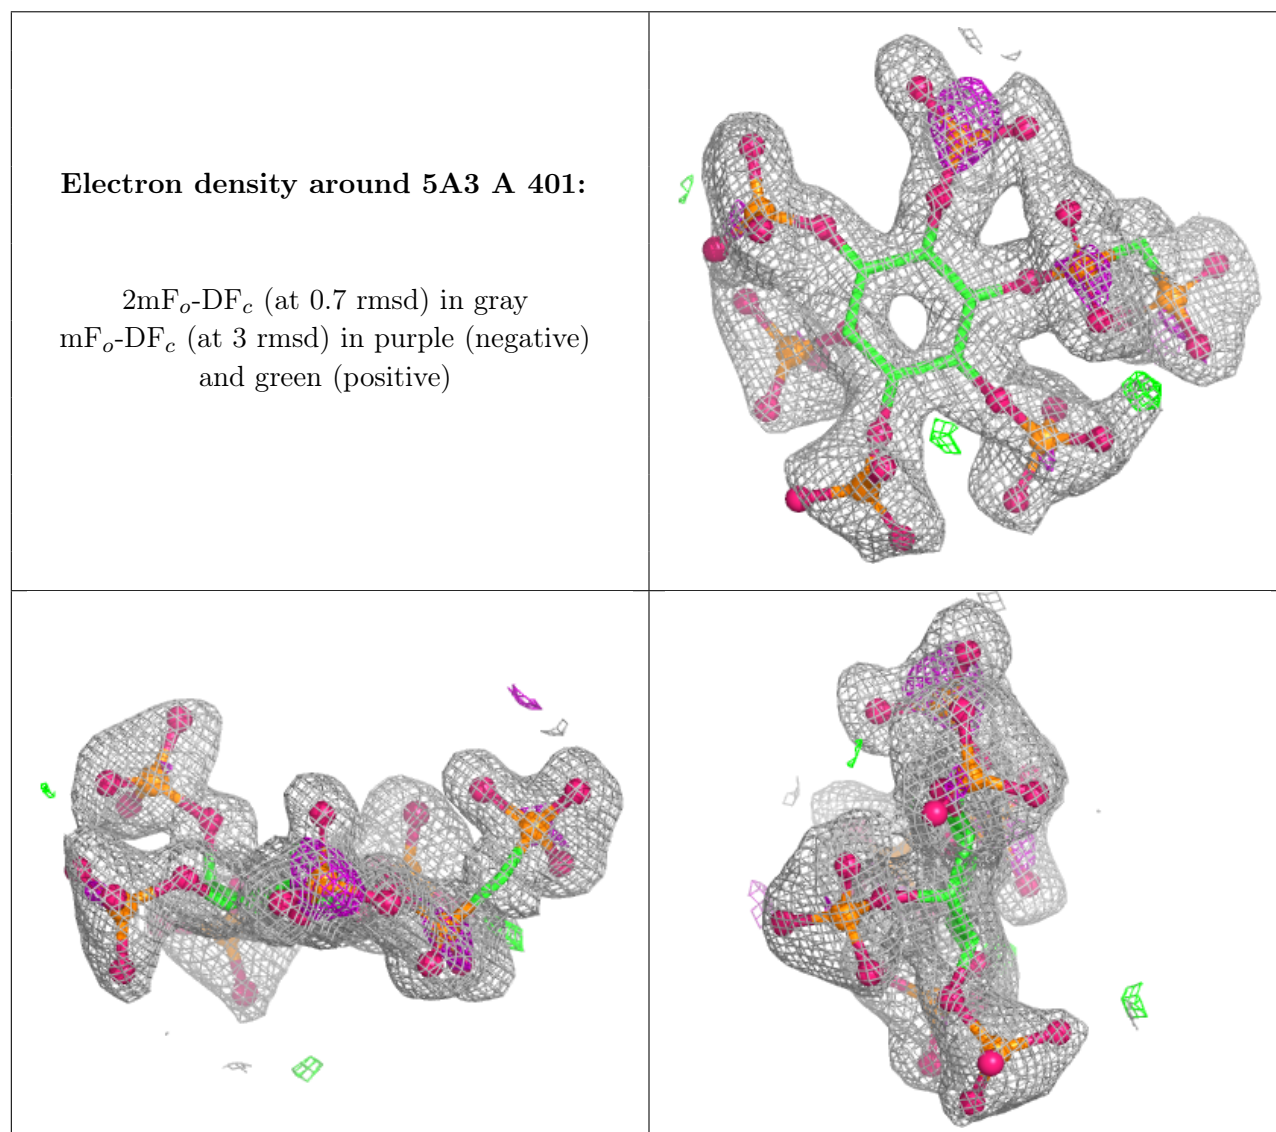 Electron density around 5A3 A 401:
2mFo-DFc (at 0.7 rmsd) in gray
mFo-DFc (at 3 rmsd) in purple (negative)
and green (positive)